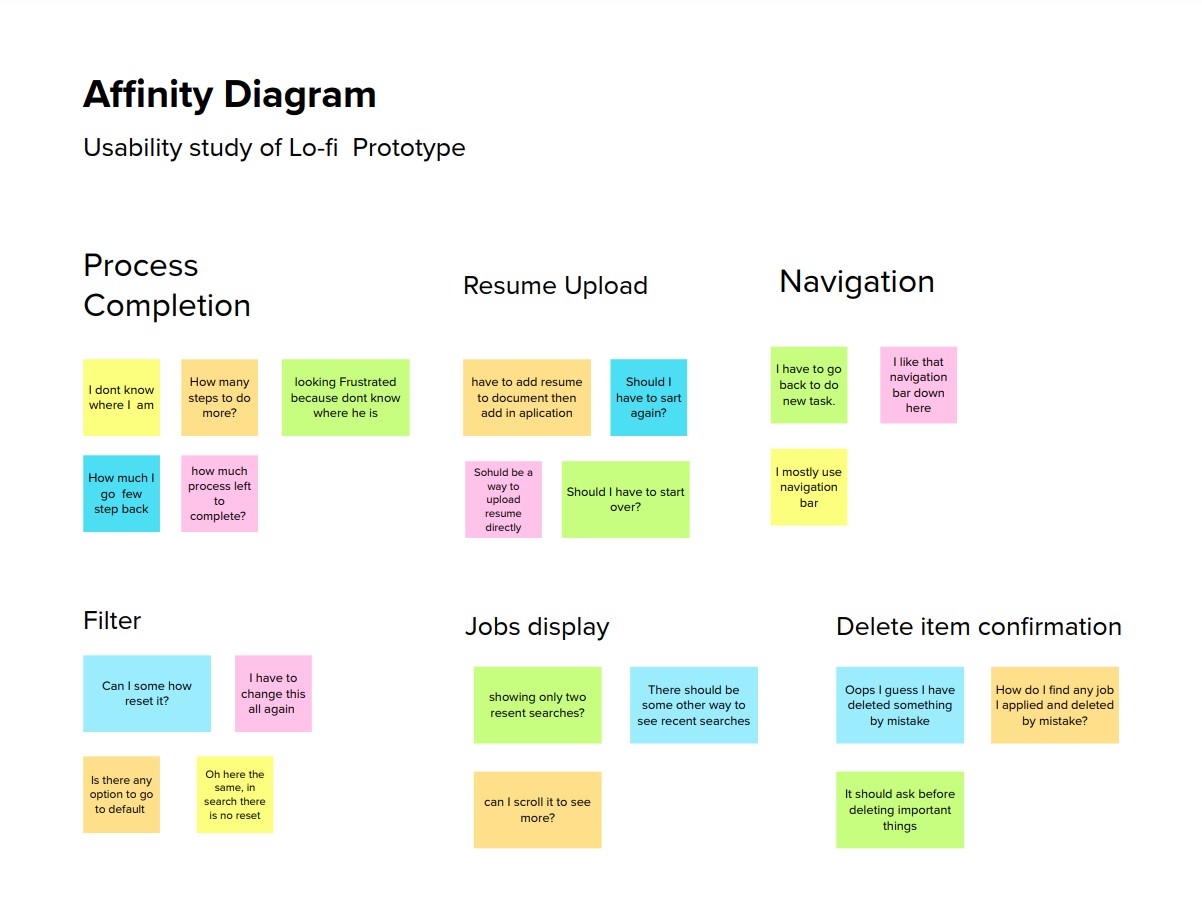 Affinity Diagram
Usability study of Lo-fi  Prototype
Process
Completion
I dont know
where I  am
How many
steps to do
more?
looking Frustrated
because dont know
where he is
How much I
go  few
step back
how much
process left
to
complete?
Resume Upload
have to add resume
to document then
add in aplication
Should I
have to sart
again?
Sohuld be a
way to
upload
resume
directly
Should I have to start
over?
Navigation
I have to go
back to do
new task.
I like that
navigation
bar down
here
I mostly use
navigation
bar
Filter
Can I some how
reset it?
I have to
change this
all again
Is there any
option to go
to default
Oh here the
same, in
search there
is no reset
Jobs display
showing only two
resent searches?
There should be
some other way to
see recent searches
can I scroll it to see
more?
Delete item confirmation
Oops I guess I have
deleted something
by mistake
How do I find any job
I applied and deleted
by mistake?
It should ask before
deleting important
things